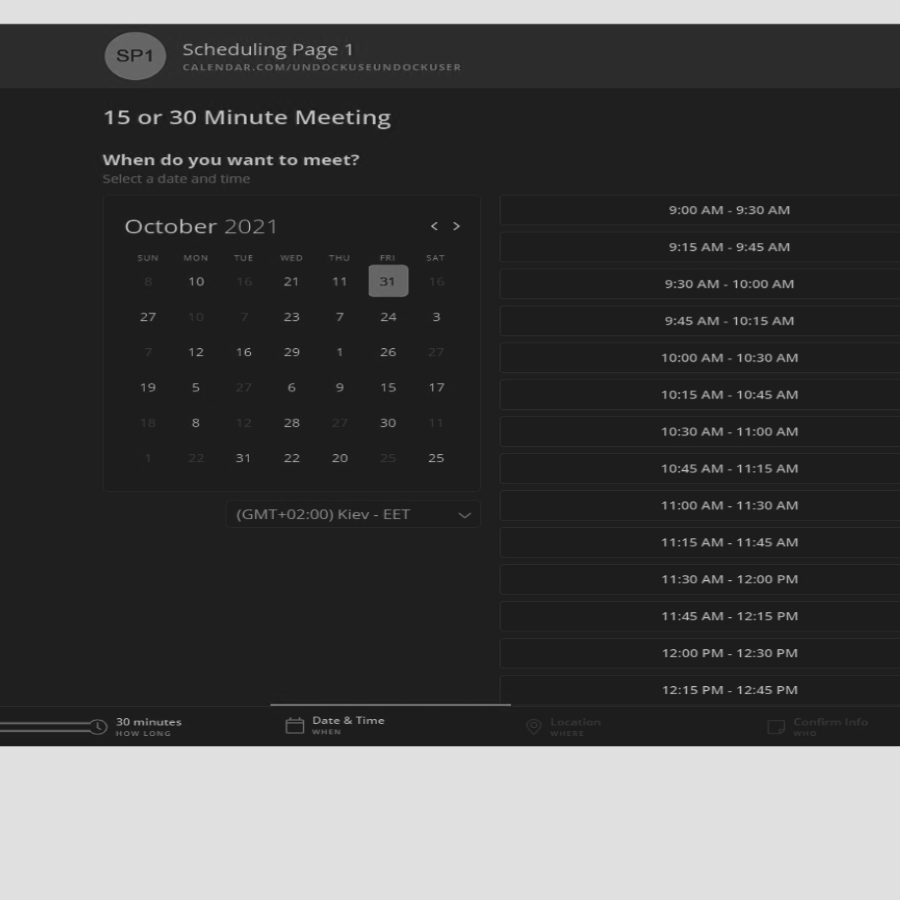 SP1
Scheduling Page 1
CALENDAR.COM/UNDOCKUSEUNDOCKUSER
15 or 30 Minute Meeting
When do you want to meet?
Select a date and time
October 2021 < >
SUN MON TUE WED THU FRI SAT
8 10 16 21 11 31 16
27 10 7 23 7 24 3
7 12 16 29 1 26 27
19 5 27 6 9 15 17
18 8 12 28 27 30 11
1 22 31 22 20 25 25
(GMT+02:00) Kiev - EET
9:00 AM - 9:30 AM
9:15 AM - 9:45 AM
9:30 AM - 10:00 AM
9:45 AM - 10:15 AM
10:00 AM - 10:30 AM
10:15 AM - 10:45 AM
10:30 AM - 11:00 AM
10:45 AM - 11:15 AM
11:00 AM - 11:30 AM
11:15 AM - 11:45 AM
11:30 AM - 12:00 PM
11:45 AM - 12:15 PM
12:00 PM - 12:30 PM
12:15 PM - 12:45 PM
30 minutes
HOW LONG
Date & Time
WHEN
Location
WHERE
Confirm Info
WHO